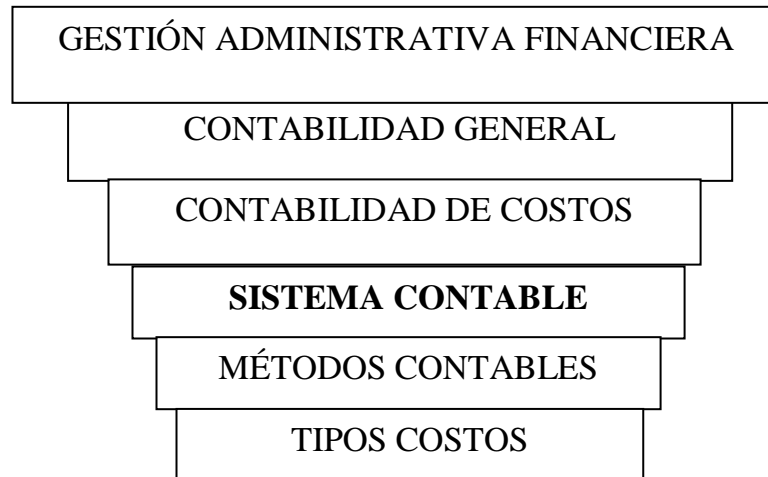 GESTIÓN ADMINISTRATIVA FINANCIERA
CONTABILIDAD GENERAL
CONTABILIDAD DE COSTOS
SISTEMA CONTABLE
MÉTODOS CONTABLES
TIPOS COSTOS